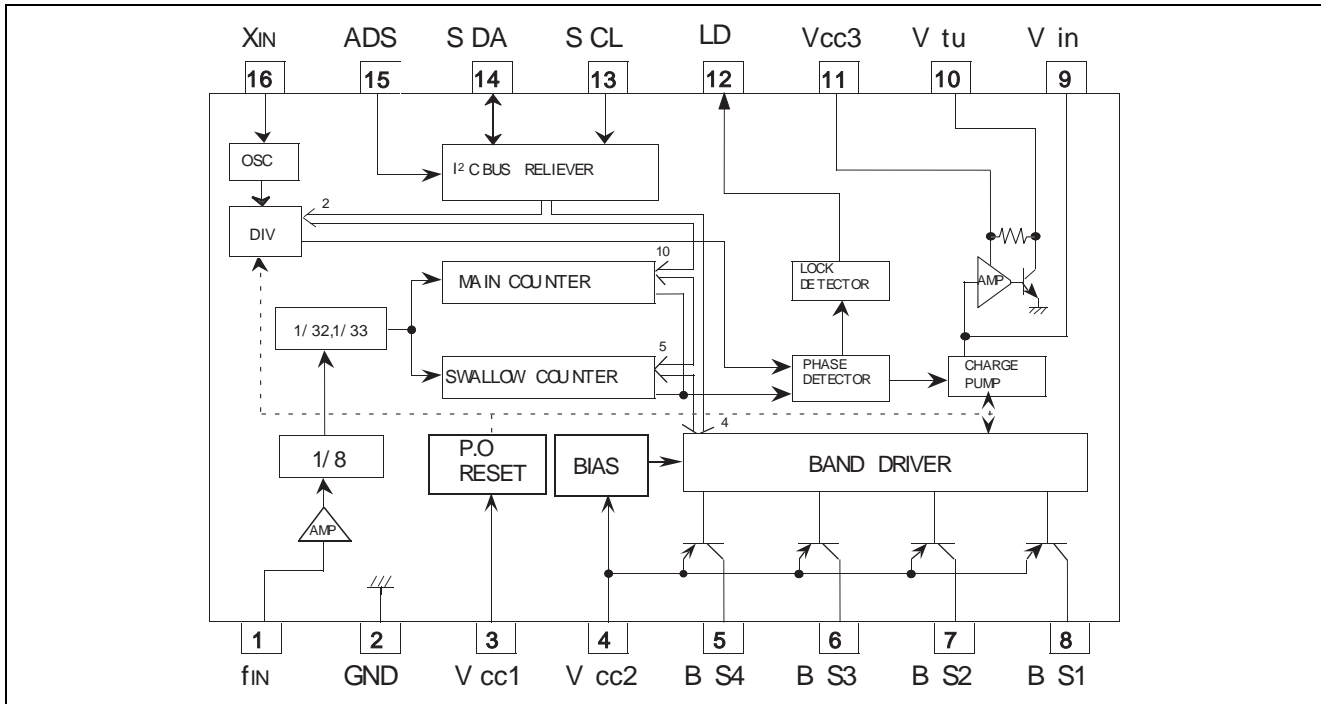 XIN ADS S DA S CL LD Vcc3 V tu V in
16 15 14 13 12 11 10 9
OSC
I² C BUS RELIEVER
2
DIV
10
MAIN COUNTER
LOCK
DETECTOR
AMP
1/ 32,1/ 33
5
SWALLOW COUNTER
PHASE
DETECTOR
CHARGE
PUMP
4
1/ 8
P.O
RESET
BIAS
BAND DRIVER
AMP
1 2 3 4 5 6 7 8
fIN GND V cc1 V cc2 B S4 B S3 B S2 B S1